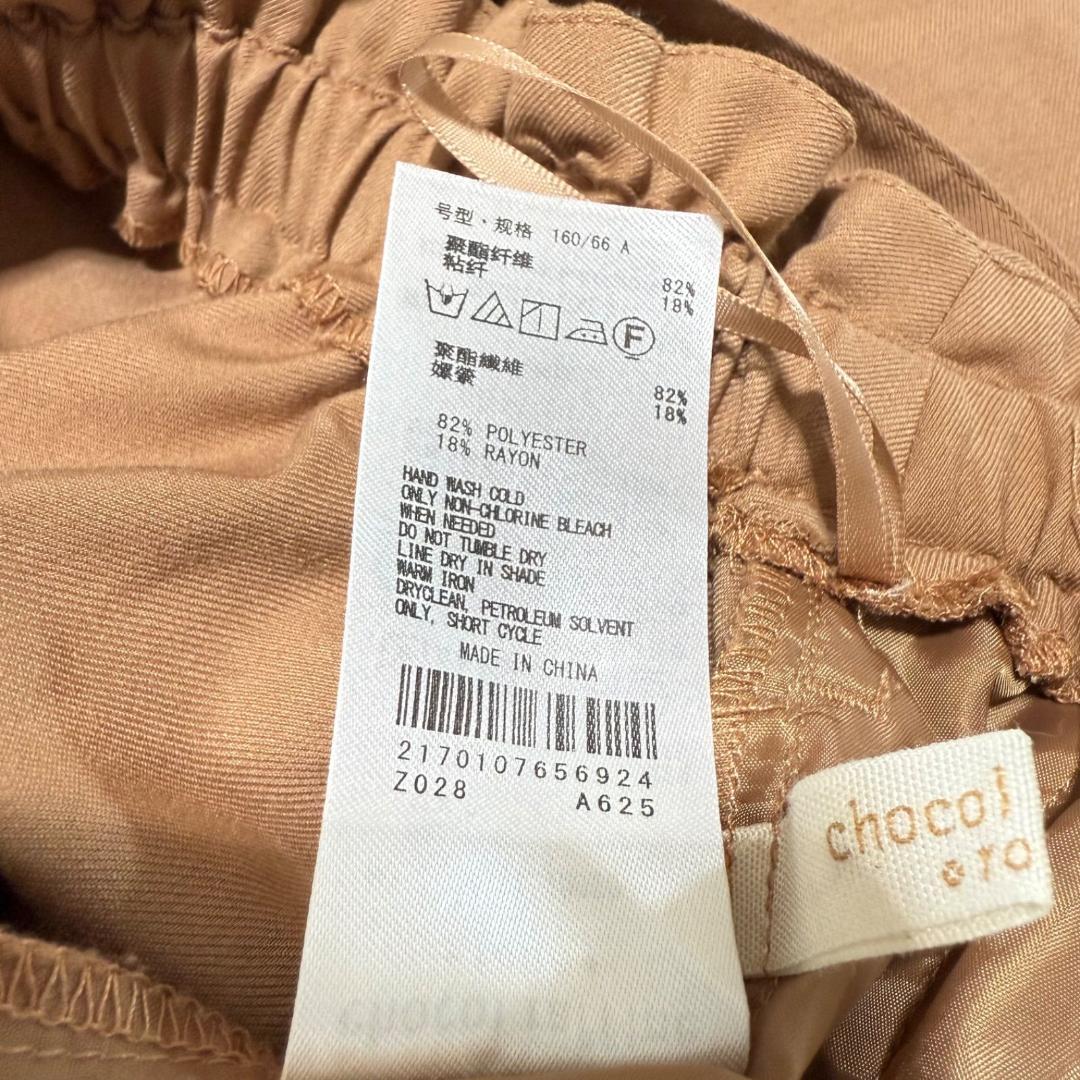 号型·规格 160/66 A
聚酯纤维 82%
粘纤 18%
F
聚酯纖維 82%
嫘縈 18%
82% POLYESTER
18% RAYON
HAND WASH COLD
ONLY NON-CHLORINE BLEACH
WHEN NEEDED
DO NOT TUMBLE DRY
LINE DRY IN SHADE
WARM IRON
DRYCLEAN, PETROLEUM SOLVENT
ONLY, SHORT CYCLE
MADE IN CHINA
2170107656924
Z028 A625
chocol